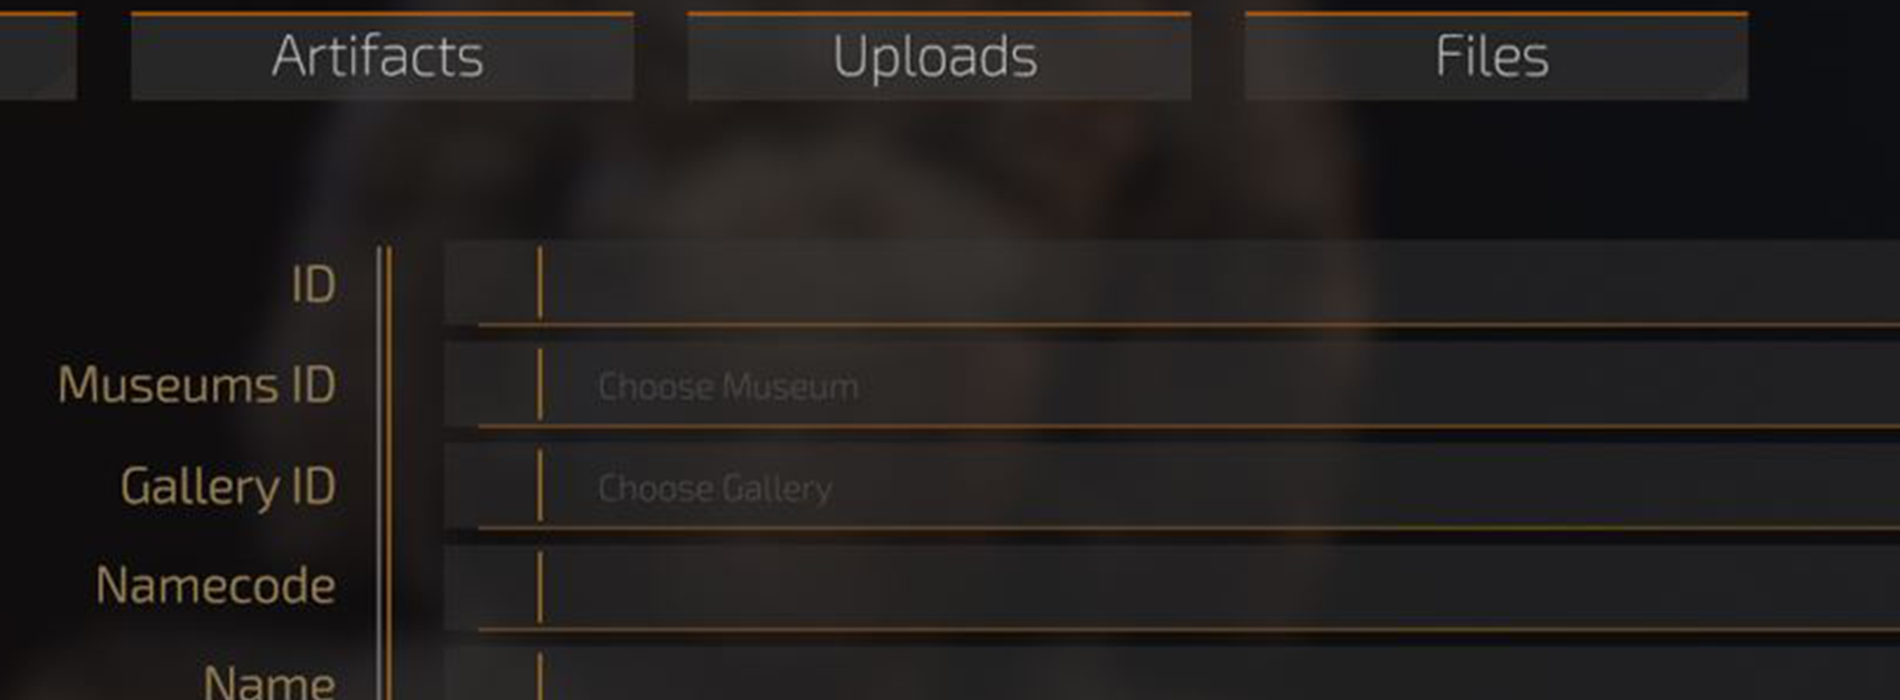 Artifacts Uploads Files
ID
Museums ID Choose Museum
Gallery ID Choose Gallery
Namecode
Name